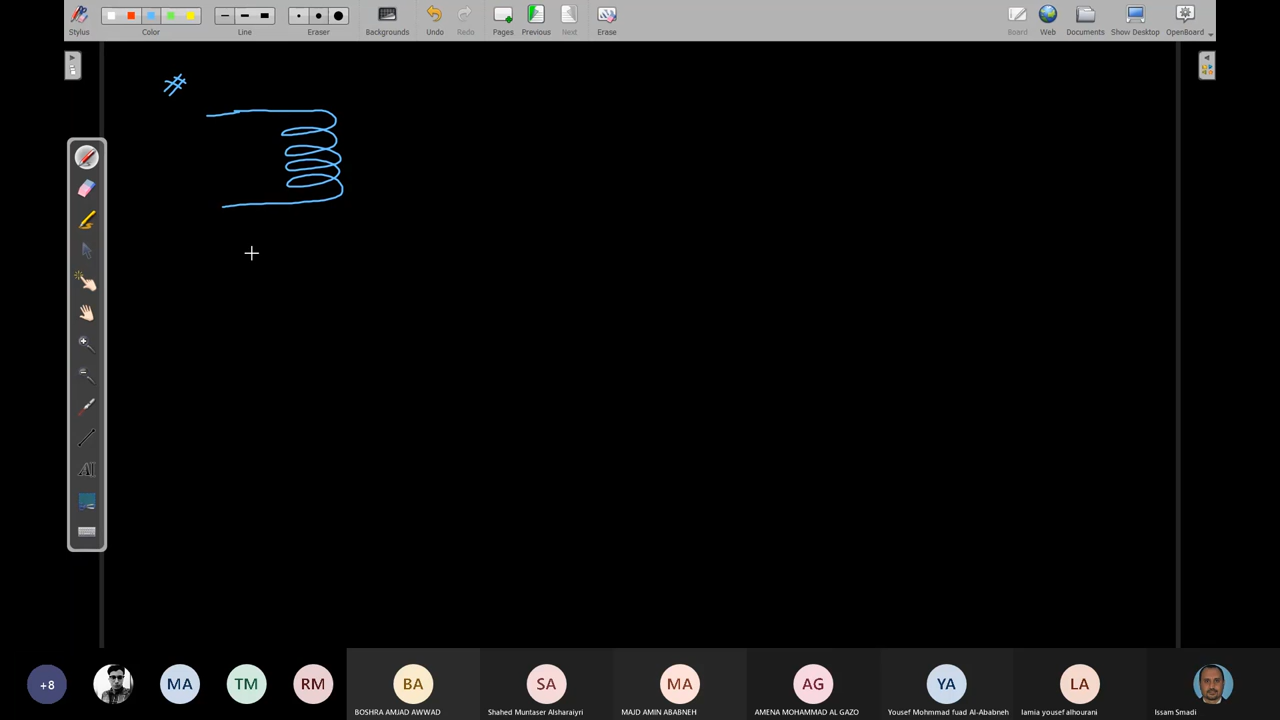 Stylus Color Line Eraser Backgrounds Undo Redo Pages Previous Next Erase Board Web Documents Show Desktop OpenBoard
#
AI
+8 MA TM RM BA SA MA AG YA LA
BOSHRA AMJAD AWWAD Shahed Muntaser Alsharaiyri MAJD AMIN ABABNEH AMENA MOHAMMAD AL GAZO Yousef Mohmmad fuad Al-Ababneh lamia yousef alhourani Issam Smadi